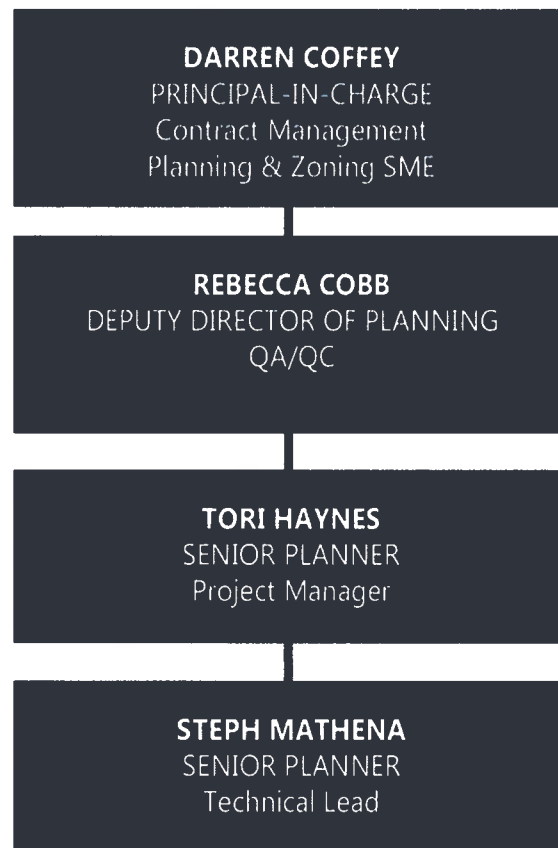 DARREN COFFEY
PRINCIPAL-IN-CHARGE
Contract Management
Planning & Zoning SME
REBECCA COBB
DEPUTY DIRECTOR OF PLANNING
QA/QC
TORI HAYNES
SENIOR PLANNER
Project Manager
STEPH MATHENA
SENIOR PLANNER
Technical Lead